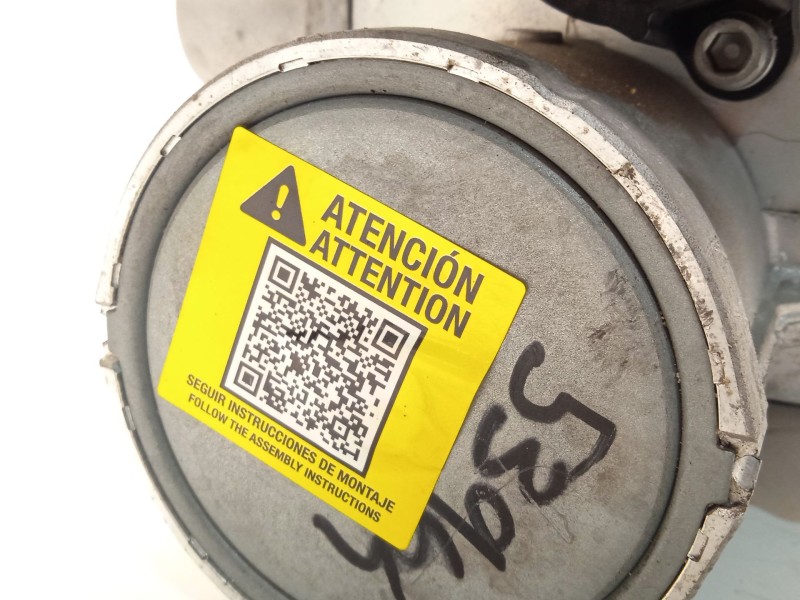 ATENCIÓN
ATTENTION
SEGUIR INSTRUCCIONES DE MONTAJE
FOLLOW THE ASSEMBLY INSTRUCTIONS